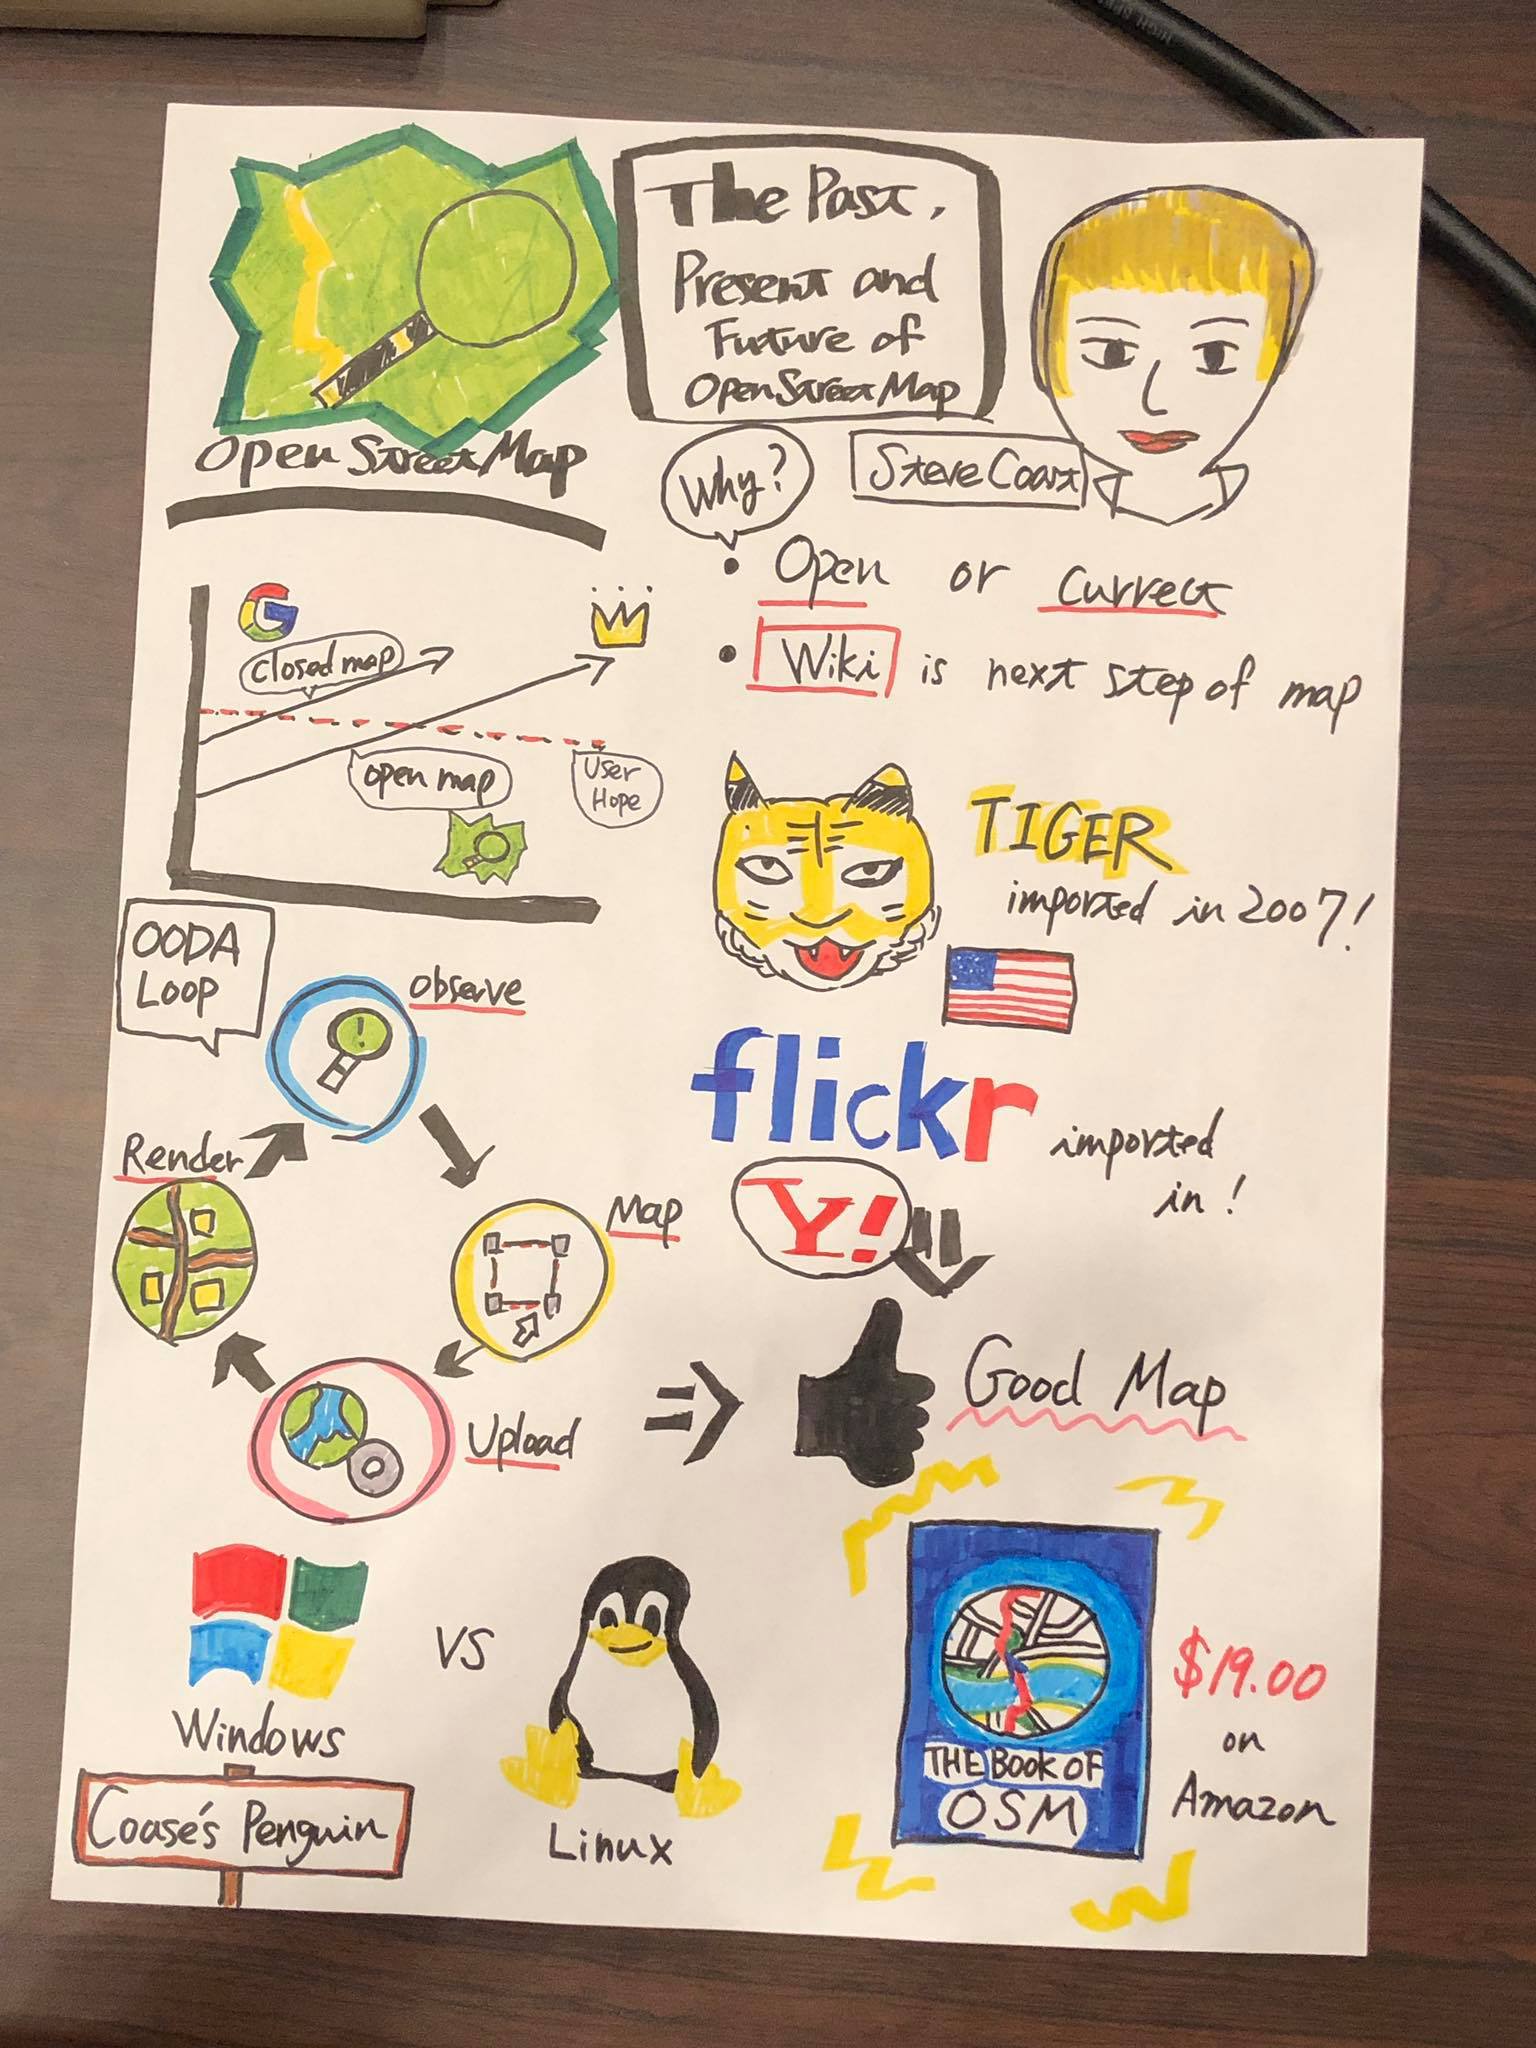 The Past,
Present and
Future of
OpenStreetMap
OpenStreetMap
Why?
Steve Coast
• Open or Currect
• Wiki is next step of map
G
closed map
open map
User
Hope
TIGER
imported in 2007!
OODA
Loop
observe
Map
Upload
Render
flickr imported
in!
Y!
⇒
Good Map
Windows
VS
Linux
Coase's Penguin
THE BOOK OF
OSM
$19.00
on
Amazon